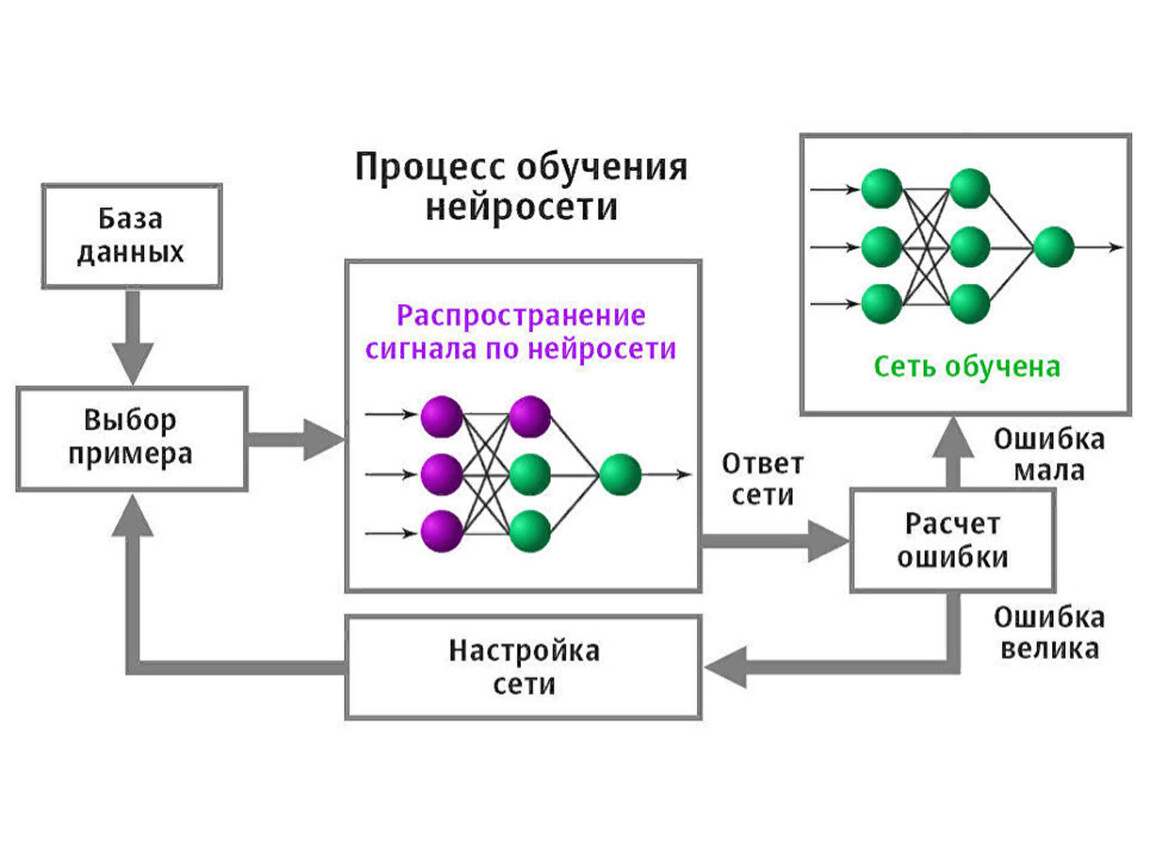 Процесс обучения
нейросети
База
данных
Выбор
примера
Распространение
сигнала по нейросети
Ответ
сети
Расчет
ошибки
Ошибка
мала
Сеть обучена
Ошибка
велика
Настройка
сети